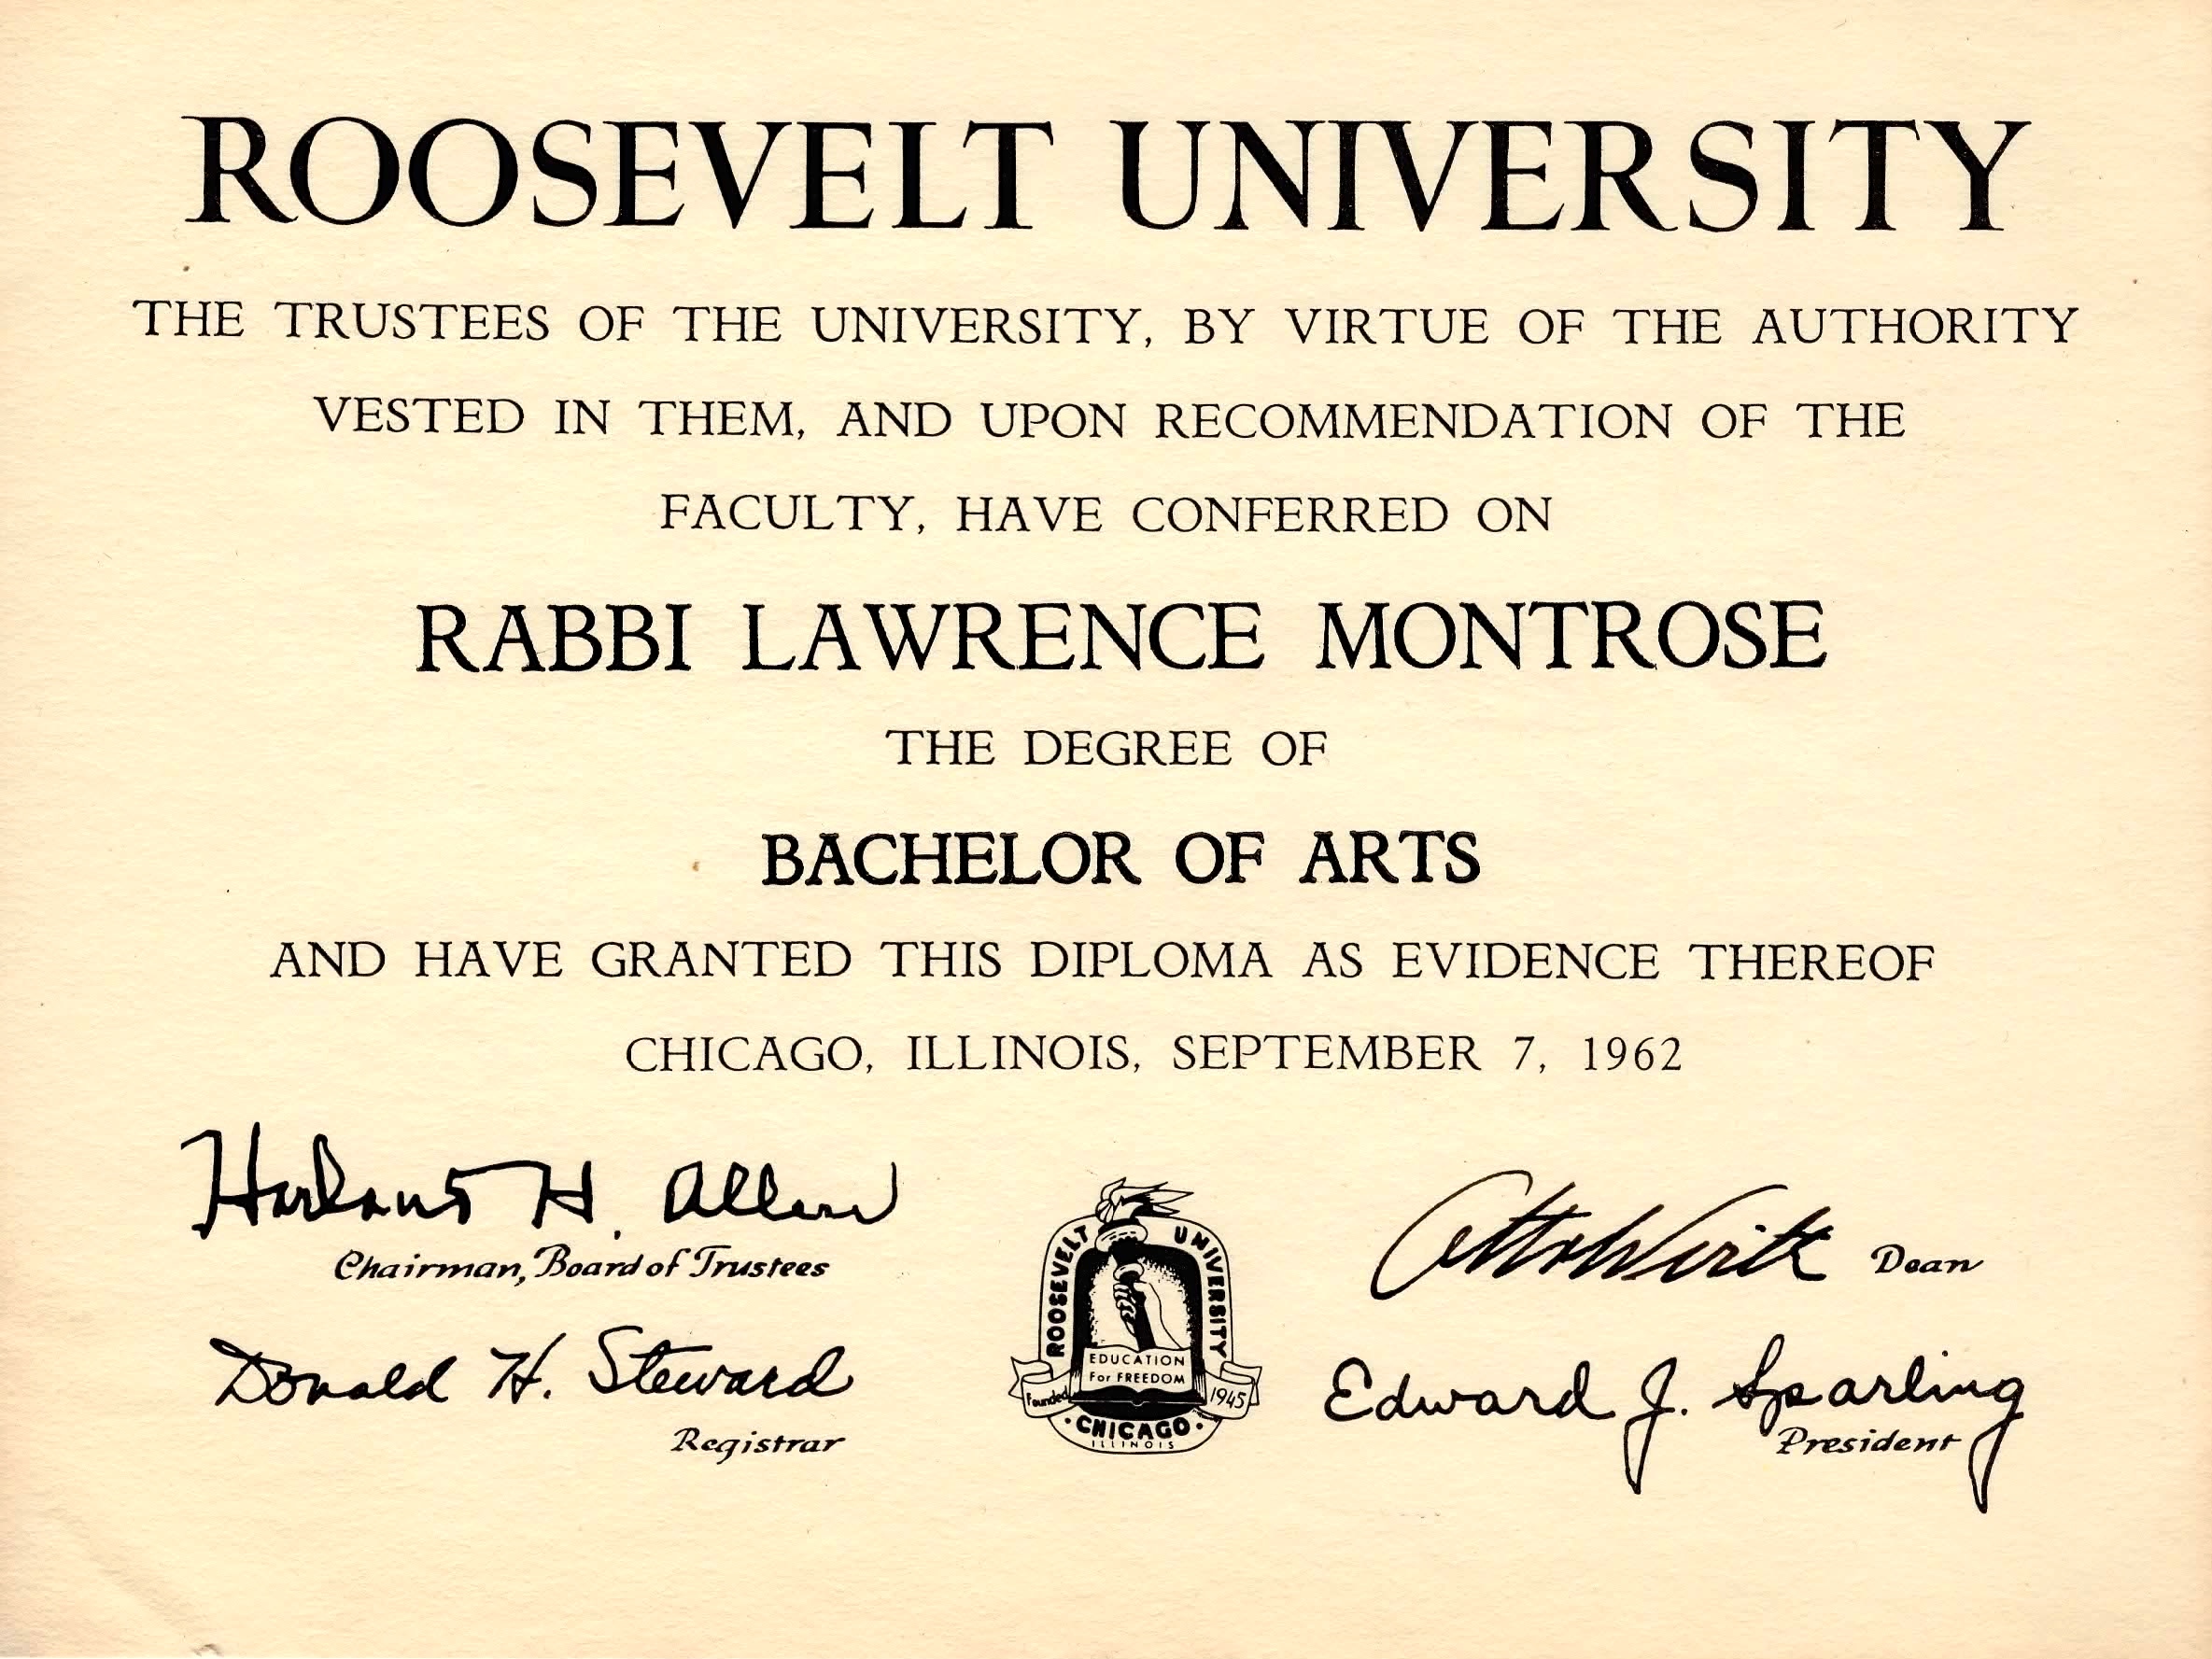 ROOSEVELT UNIVERSITY
THE TRUSTEES OF THE UNIVERSITY, BY VIRTUE OF THE AUTHORITY
VESTED IN THEM, AND UPON RECOMMENDATION OF THE
FACULTY, HAVE CONFERRED ON
RABBI LAWRENCE MONTROSE
THE DEGREE OF
BACHELOR OF ARTS
AND HAVE GRANTED THIS DIPLOMA AS EVIDENCE THEREOF
CHICAGO, ILLINOIS, SEPTEMBER 7, 1962
Harland H. Allen
Chairman, Board of Trustees
Donald H. Steward
Registrar
ROOSEVELT UNIVERSITY
EDUCATION
For FREEDOM
Founded 1945
CHICAGO
ILLINOIS
Otto Wirth Dean
Edward J. Sparling
President